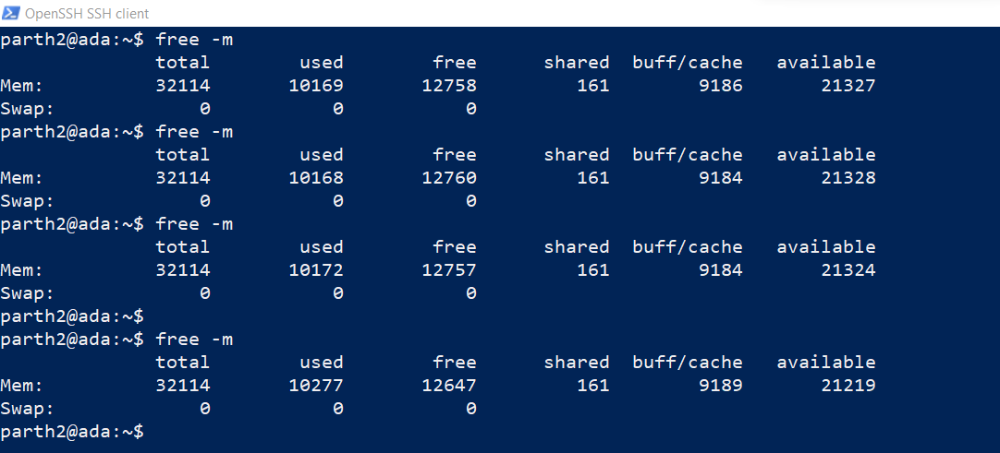 OpenSSH SSH client
parth2@ada:~$ free -m
total used free shared buff/cache available
Mem: 32114 10169 12758 161 9186 21327
Swap: 0 0 0
parth2@ada:~$ free -m
total used free shared buff/cache available
Mem: 32114 10168 12760 161 9184 21328
Swap: 0 0 0
parth2@ada:~$ free -m
total used free shared buff/cache available
Mem: 32114 10172 12757 161 9184 21324
Swap: 0 0 0
parth2@ada:~$
parth2@ada:~$ free -m
total used free shared buff/cache available
Mem: 32114 10277 12647 161 9189 21219
Swap: 0 0 0
parth2@ada:~$